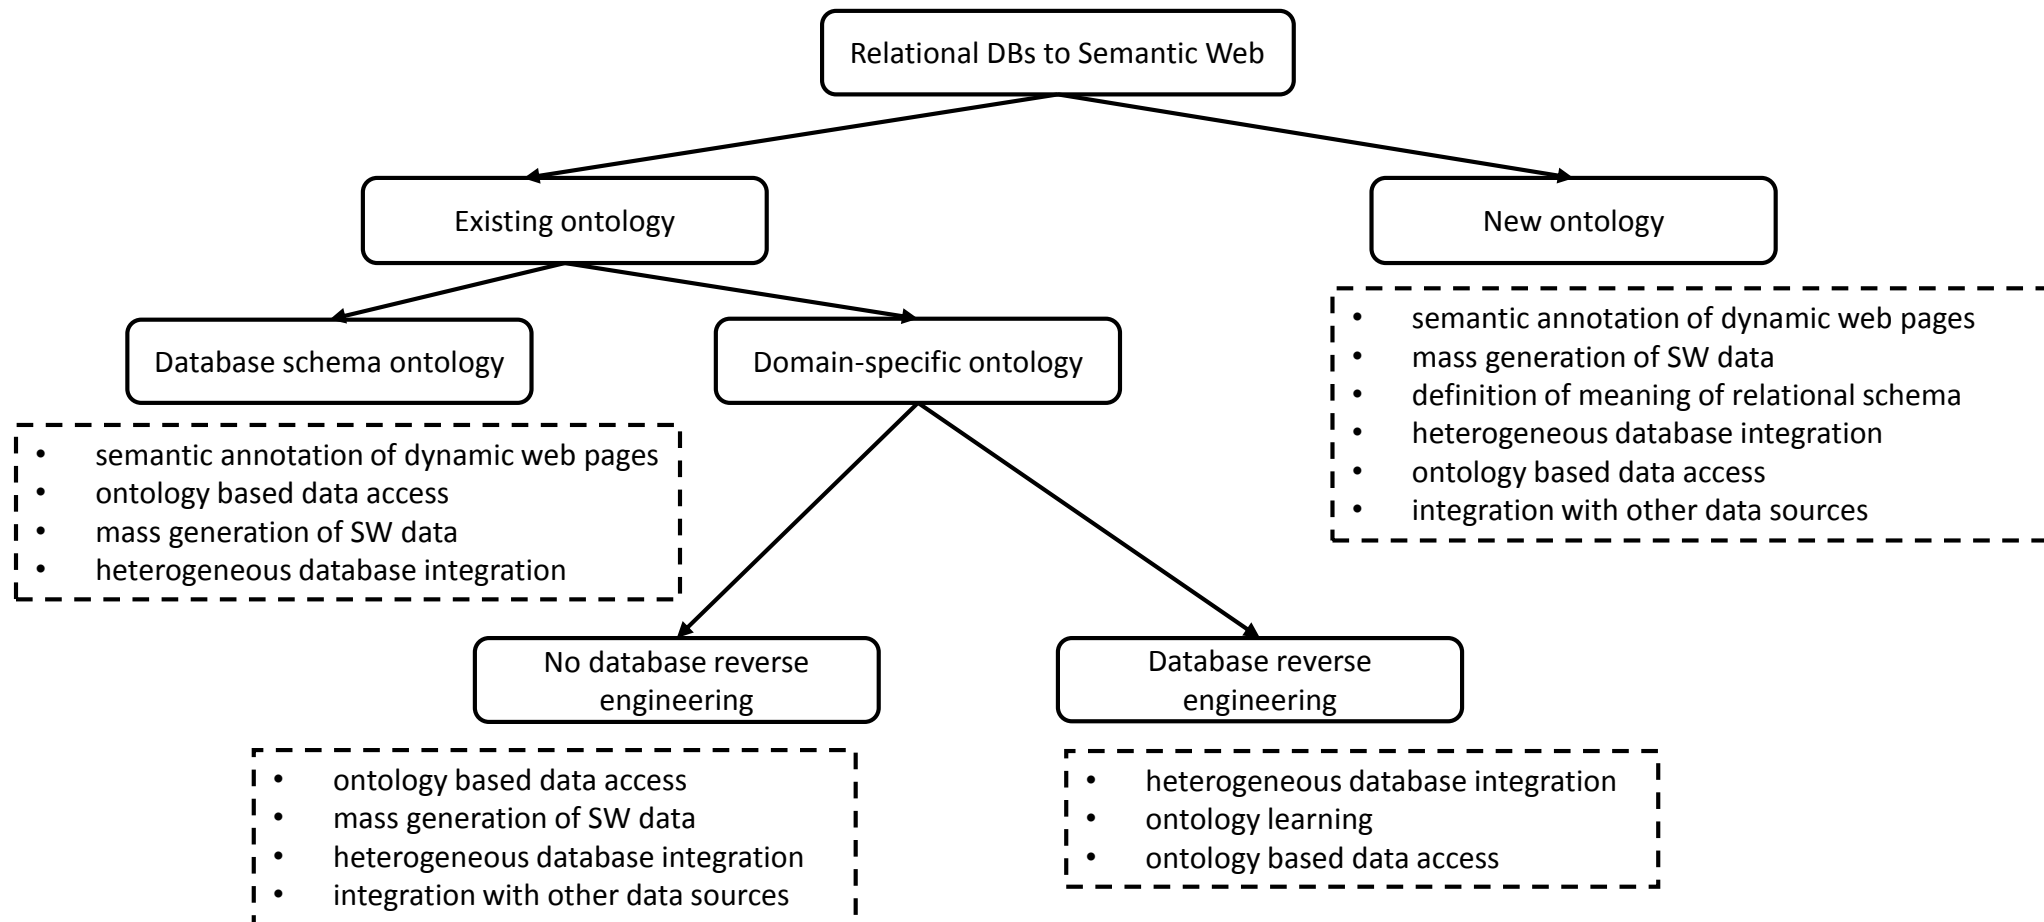 Relational DBs to Semantic Web
Existing ontology
New ontology
Database schema ontology
Domain-specific ontology
• semantic annotation of dynamic web pages
• mass generation of SW data
• definition of meaning of relational schema
• heterogeneous database integration
• ontology based data access
• integration with other data sources
• semantic annotation of dynamic web pages
• ontology based data access
• mass generation of SW data
• heterogeneous database integration
No database reverse
engineering
Database reverse
engineering
• ontology based data access
• mass generation of SW data
• heterogeneous database integration
• integration with other data sources
• heterogeneous database integration
• ontology learning
• ontology based data access